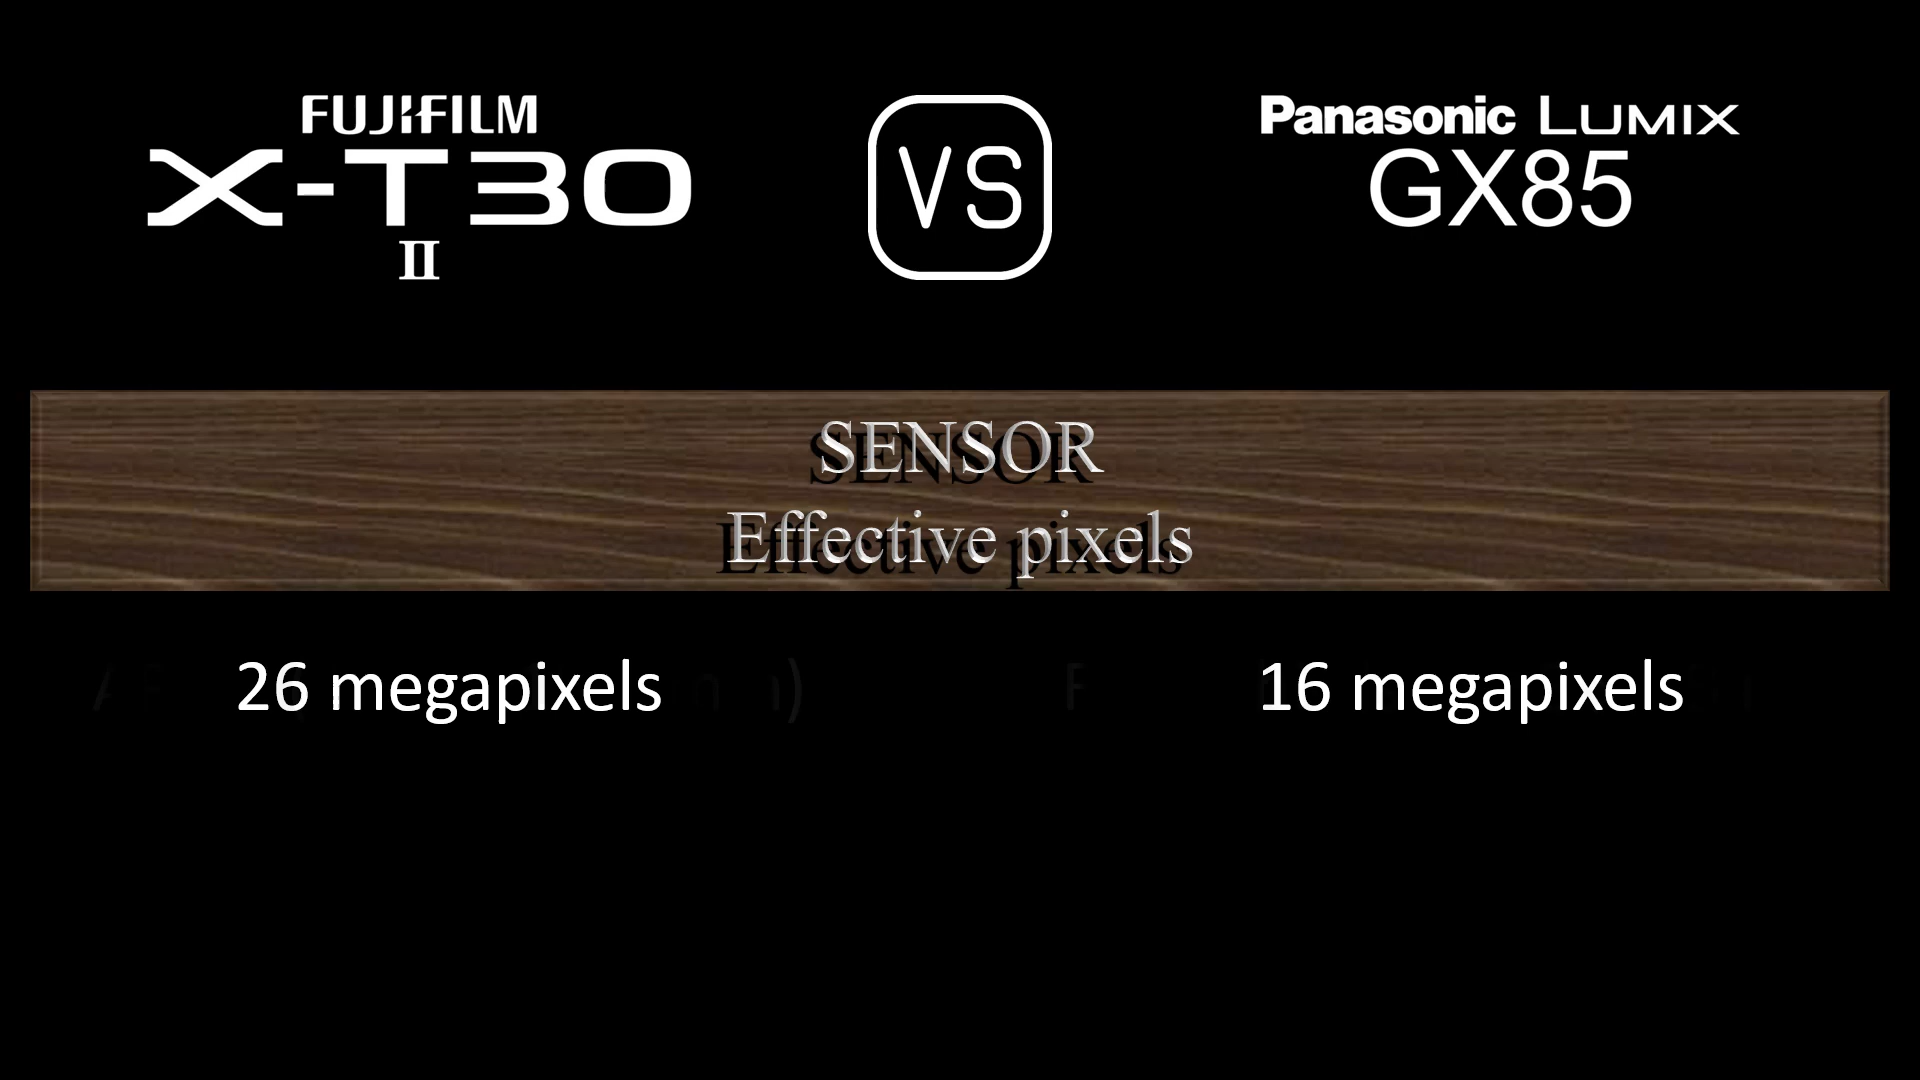 FUJIFILM
X-T30
II
VS
Panasonic LUMIX
GX85
SENSOR
Effective pixels
26 megapixels
16 megapixels